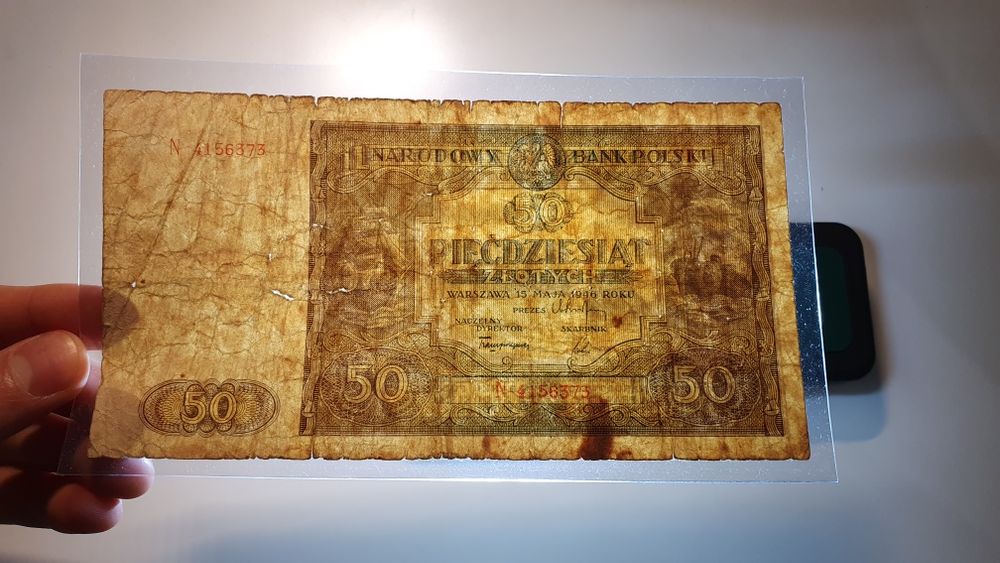 N 4156373
NARODOWY BANK POLSKI
50
PIĘĆDZIESIĄT
ZŁOTYCH
WARSZAWA 15 MAJA 1946 ROKU
PREZES
NACZELNY DYREKTOR
SKARBNIK
50
50
N 4156373
50